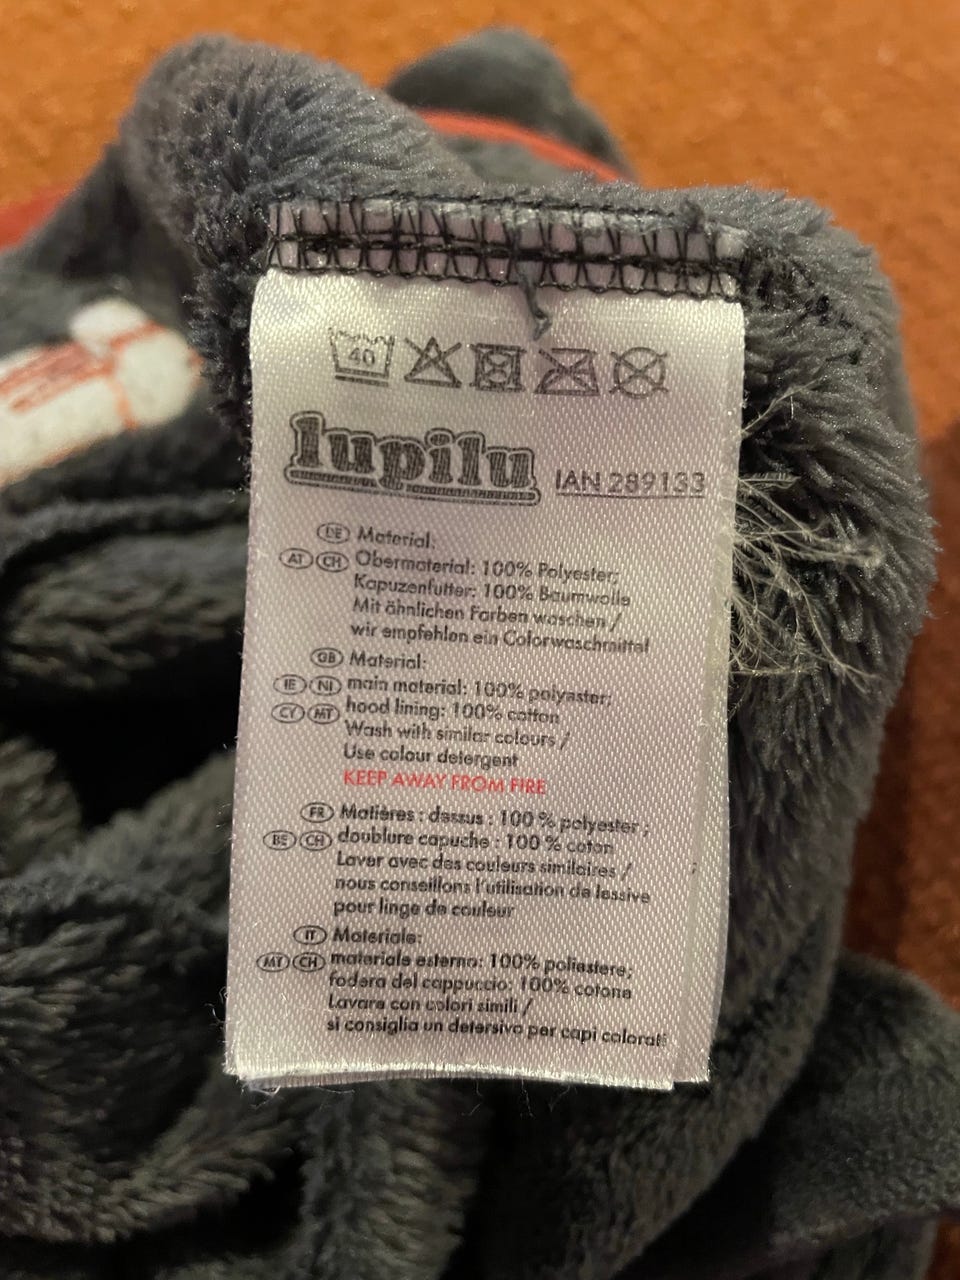 40
lupilu IAN 289133
DE Material:
AT CH Obermaterial: 100% Polyester;
Kapuzenfutter: 100% Baumwolle
Mit ähnlichen Farben waschen /
wir empfehlen ein Colorwaschmittel
GB Material:
IE NI main material: 100% polyester;
CY MT hood lining: 100% cotton
Wash with similar colours /
Use colour detergent
KEEP AWAY FROM FIRE
FR Matières : dessus : 100 % polyester ;
BE CH doublure capuche : 100 % coton
Laver avec des couleurs similaires /
nous conseillons l'utilisation de lessive
pour linge de couleur
IT Materiale:
MT CH materiale esterno: 100% poliestere;
fodera del cappuccio: 100% cotone
Lavare con colori simili /
si consiglia un detersivo per capi colorati